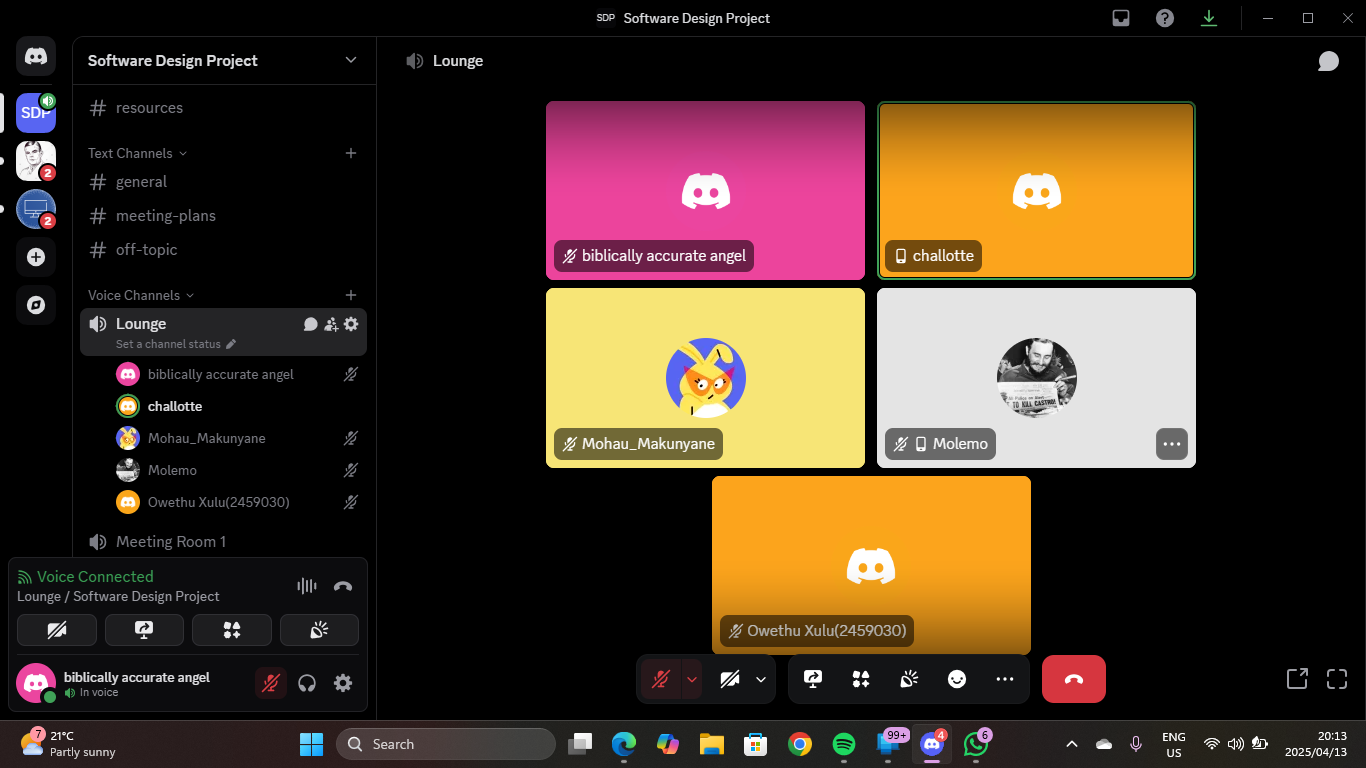 SDP Software Design Project
Software Design Project
SDP
2
2
resources
Text Channels
general
meeting-plans
off-topic
Voice Channels
Lounge
Set a channel status
biblically accurate angel
challotte
Mohau_Makunyane
Molemo
Owethu Xulu(2459030)
Meeting Room 1
Voice Connected
Lounge / Software Design Project
biblically accurate angel
In voice
Lounge
biblically accurate angel
challotte
Mohau_Makunyane
TO KILL CASTRO!
Molemo
Owethu Xulu(2459030)
7
21°C
Partly sunny
Search
99+
4
6
ENG
US
20:13
2025/04/13